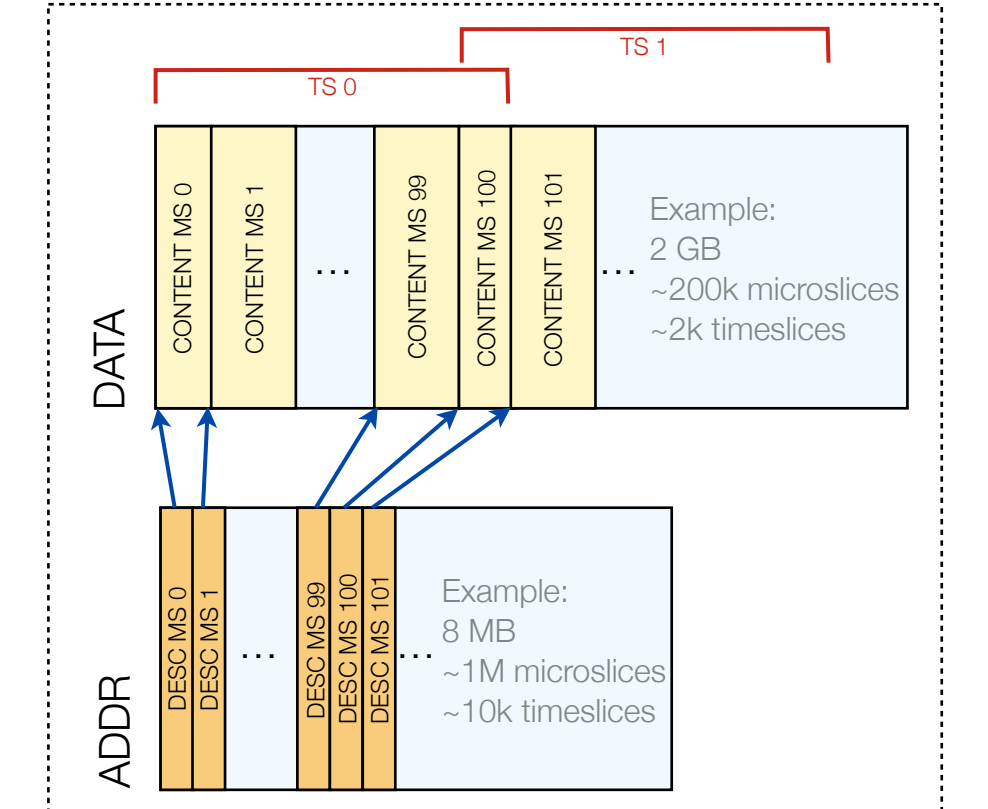 TS 1
TS 0
DATA
CONTENT MS 0
CONTENT MS 1
...
CONTENT MS 99
CONTENT MS 100
CONTENT MS 101
...
Example:
2 GB
~200k microslices
~2k timeslices
ADDR
DESC MS 0
DESC MS 1
...
DESC MS 99
DESC MS 100
DESC MS 101
...
Example:
8 MB
~1M microslices
~10k timeslices